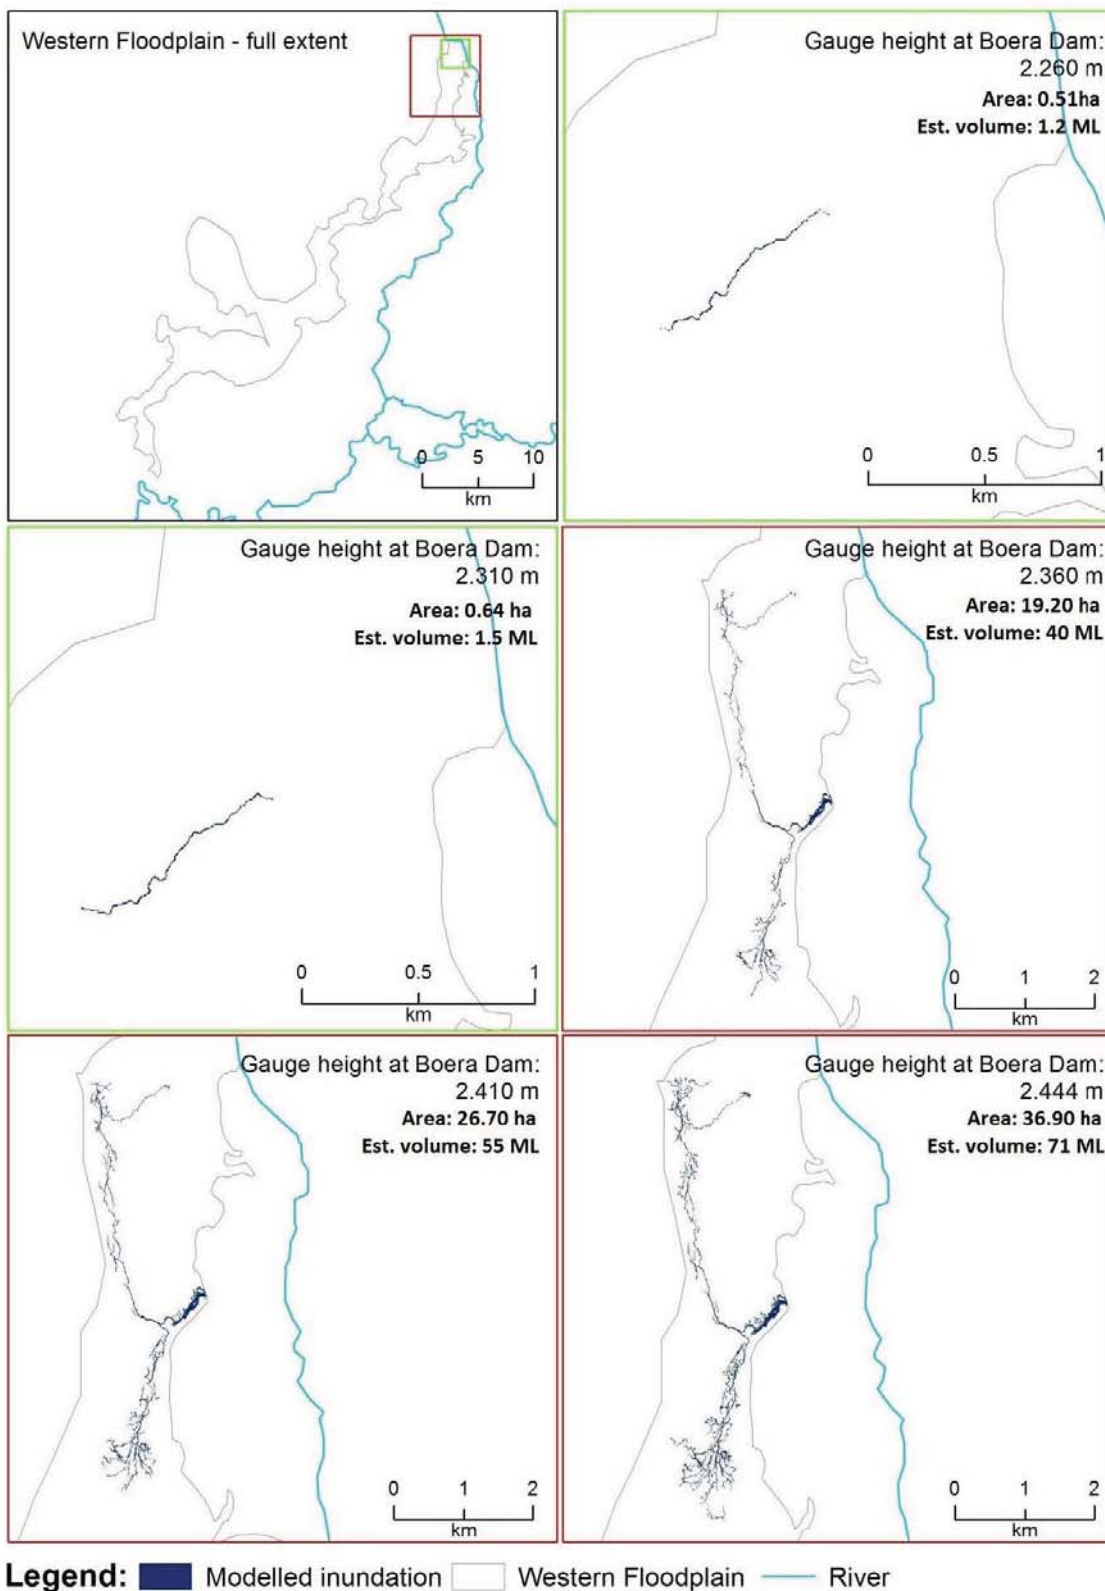 Western Floodplain - full extent
0 5 10
km
Gauge height at Boera Dam:
2.260 m
Area: 0.51ha
Est. volume: 1.2 ML
0 0.5 1
km
Gauge height at Boera Dam:
2.310 m
Area: 0.64 ha
Est. volume: 1.5 ML
0 0.5 1
km
Gauge height at Boera Dam:
2.360 m
Area: 19.20 ha
Est. volume: 40 ML
0 1 2
km
Gauge height at Boera Dam:
2.410 m
Area: 26.70 ha
Est. volume: 55 ML
0 1 2
km
Gauge height at Boera Dam:
2.444 m
Area: 36.90 ha
Est. volume: 71 ML
0 1 2
km
Legend: Modelled inundation Western Floodplain River